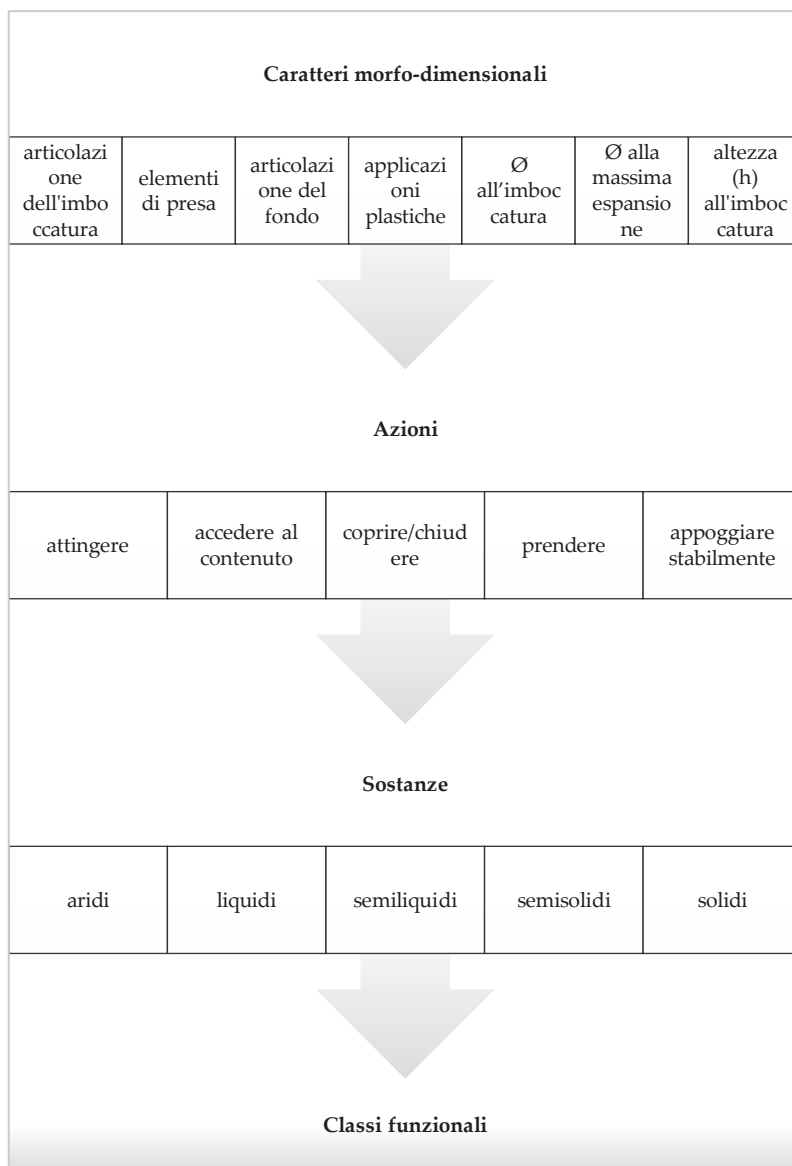 Caratteri morfo-dimensionali
articolazi
one
dell'imbo
ccatura
elementi
di presa
articolazi
one del
fondo
applicazi
oni
plastiche
Ø
all’imboc
catura
Ø alla
massima
espansio
ne
altezza
(h)
all'imboc
catura
Azioni
attingere
accedere al
contenuto
coprire/chiud
ere
prendere
appoggiare
stabilmente
Sostanze
aridi
liquidi
semiliquidi
semisolidi
solidi
Classi funzionali